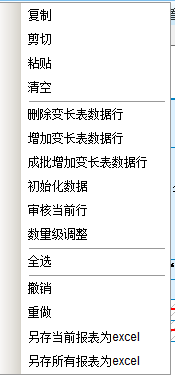 复制
剪切
粘贴
清空
删除变长表数据行
增加变长表数据行
成批增加变长表数据行
初始化数据
审核当前行
数量级调整
全选
撤销
重做
另存当前报表为excel
另存所有报表为excel